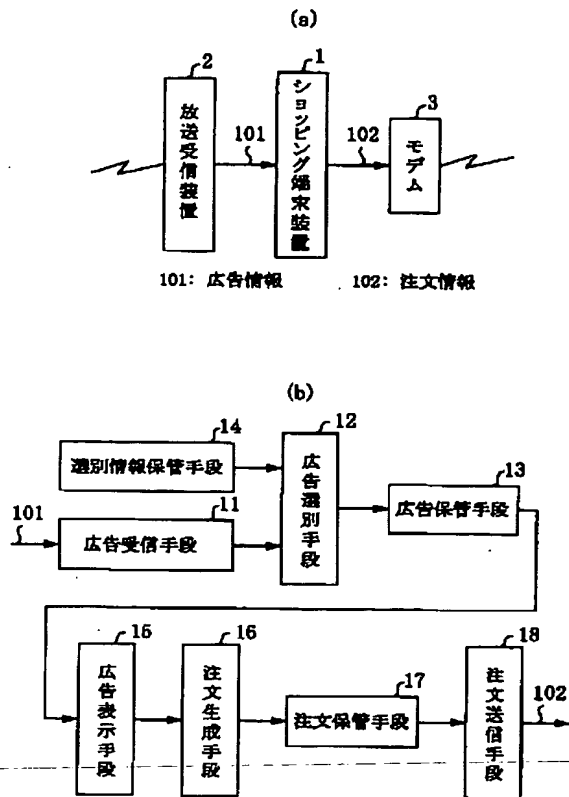 (a)
2
放送受信装置
101
1
ショッピング端末装置
102
3
モデム
101: 広告情報
102: 注文情報
(b)
14
選別情報保管手段
12
広告選別手段
13
広告保管手段
101
11
広告受信手段
15
広告表示手段
16
注文生成手段
17
注文保管手段
18
注文送信手段
102